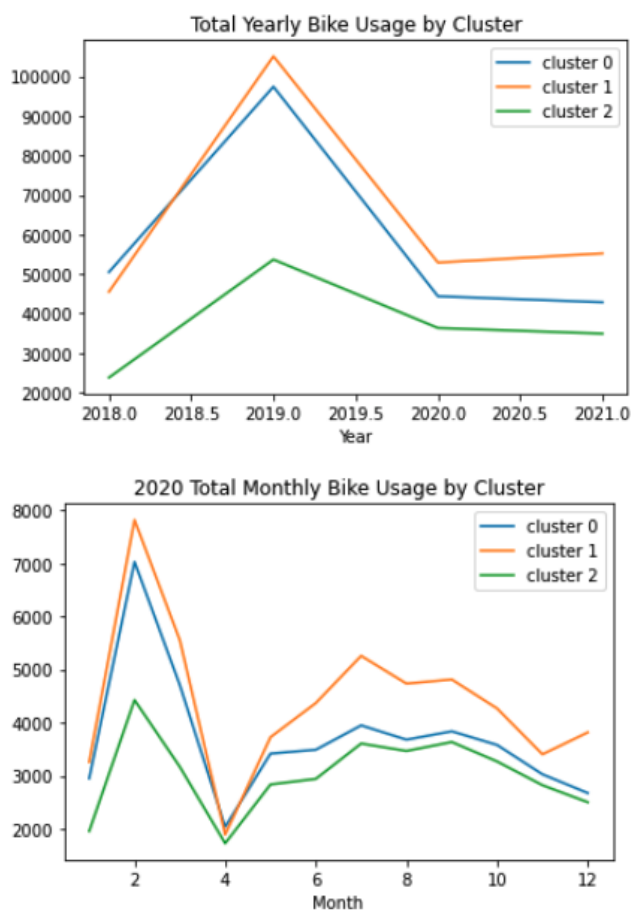 Total Yearly Bike Usage by Cluster
cluster 0
cluster 1
cluster 2
100000
90000
80000
70000
60000
50000
40000
30000
20000
2018.0 2018.5 2019.0 2019.5 2020.0 2020.5 2021.0
Year
2020 Total Monthly Bike Usage by Cluster
cluster 0
cluster 1
cluster 2
8000
7000
6000
5000
4000
3000
2000
2 4 6 8 10 12
Month